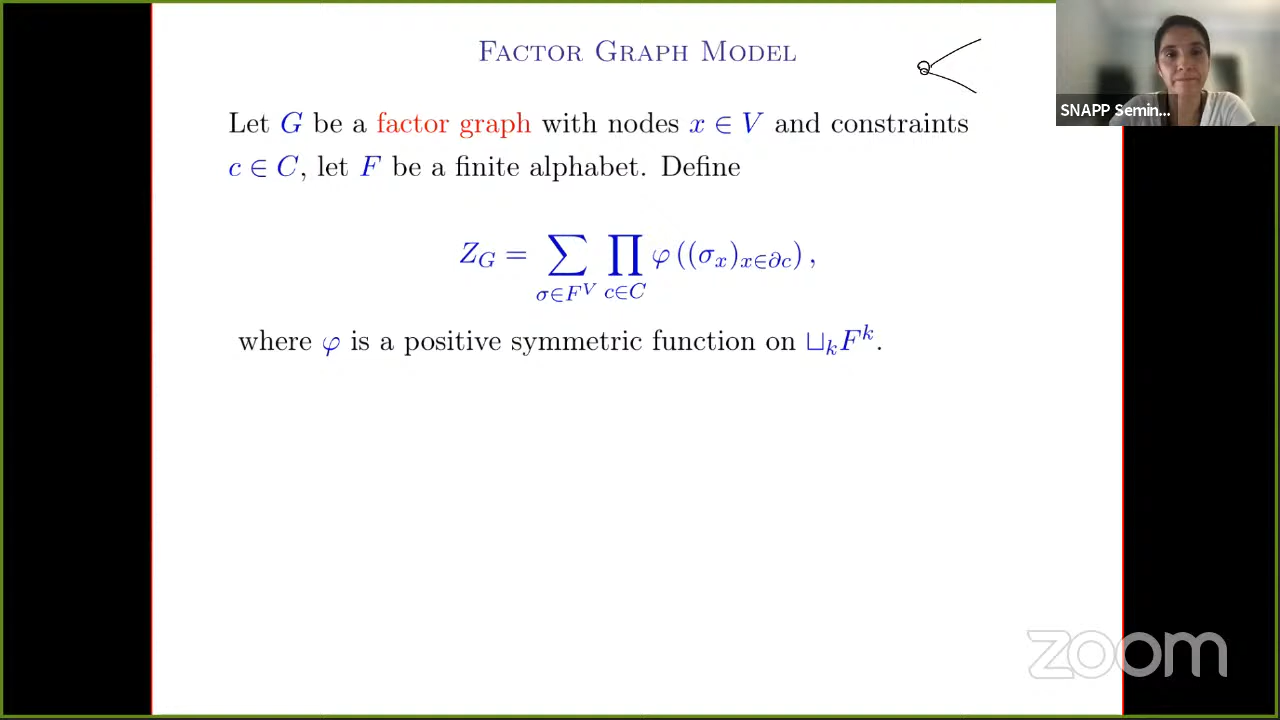 Factor Graph Model
Let G be a factor graph with nodes x ∈ V and constraints
c ∈ C, let F be a finite alphabet. Define
Z_G = ∑_{σ∈F^V} ∏_{c∈C} φ((σ_x)_{x∈∂c}),
where φ is a positive symmetric function on ⊔_k F^k.
SNAPP Semin...
zoom